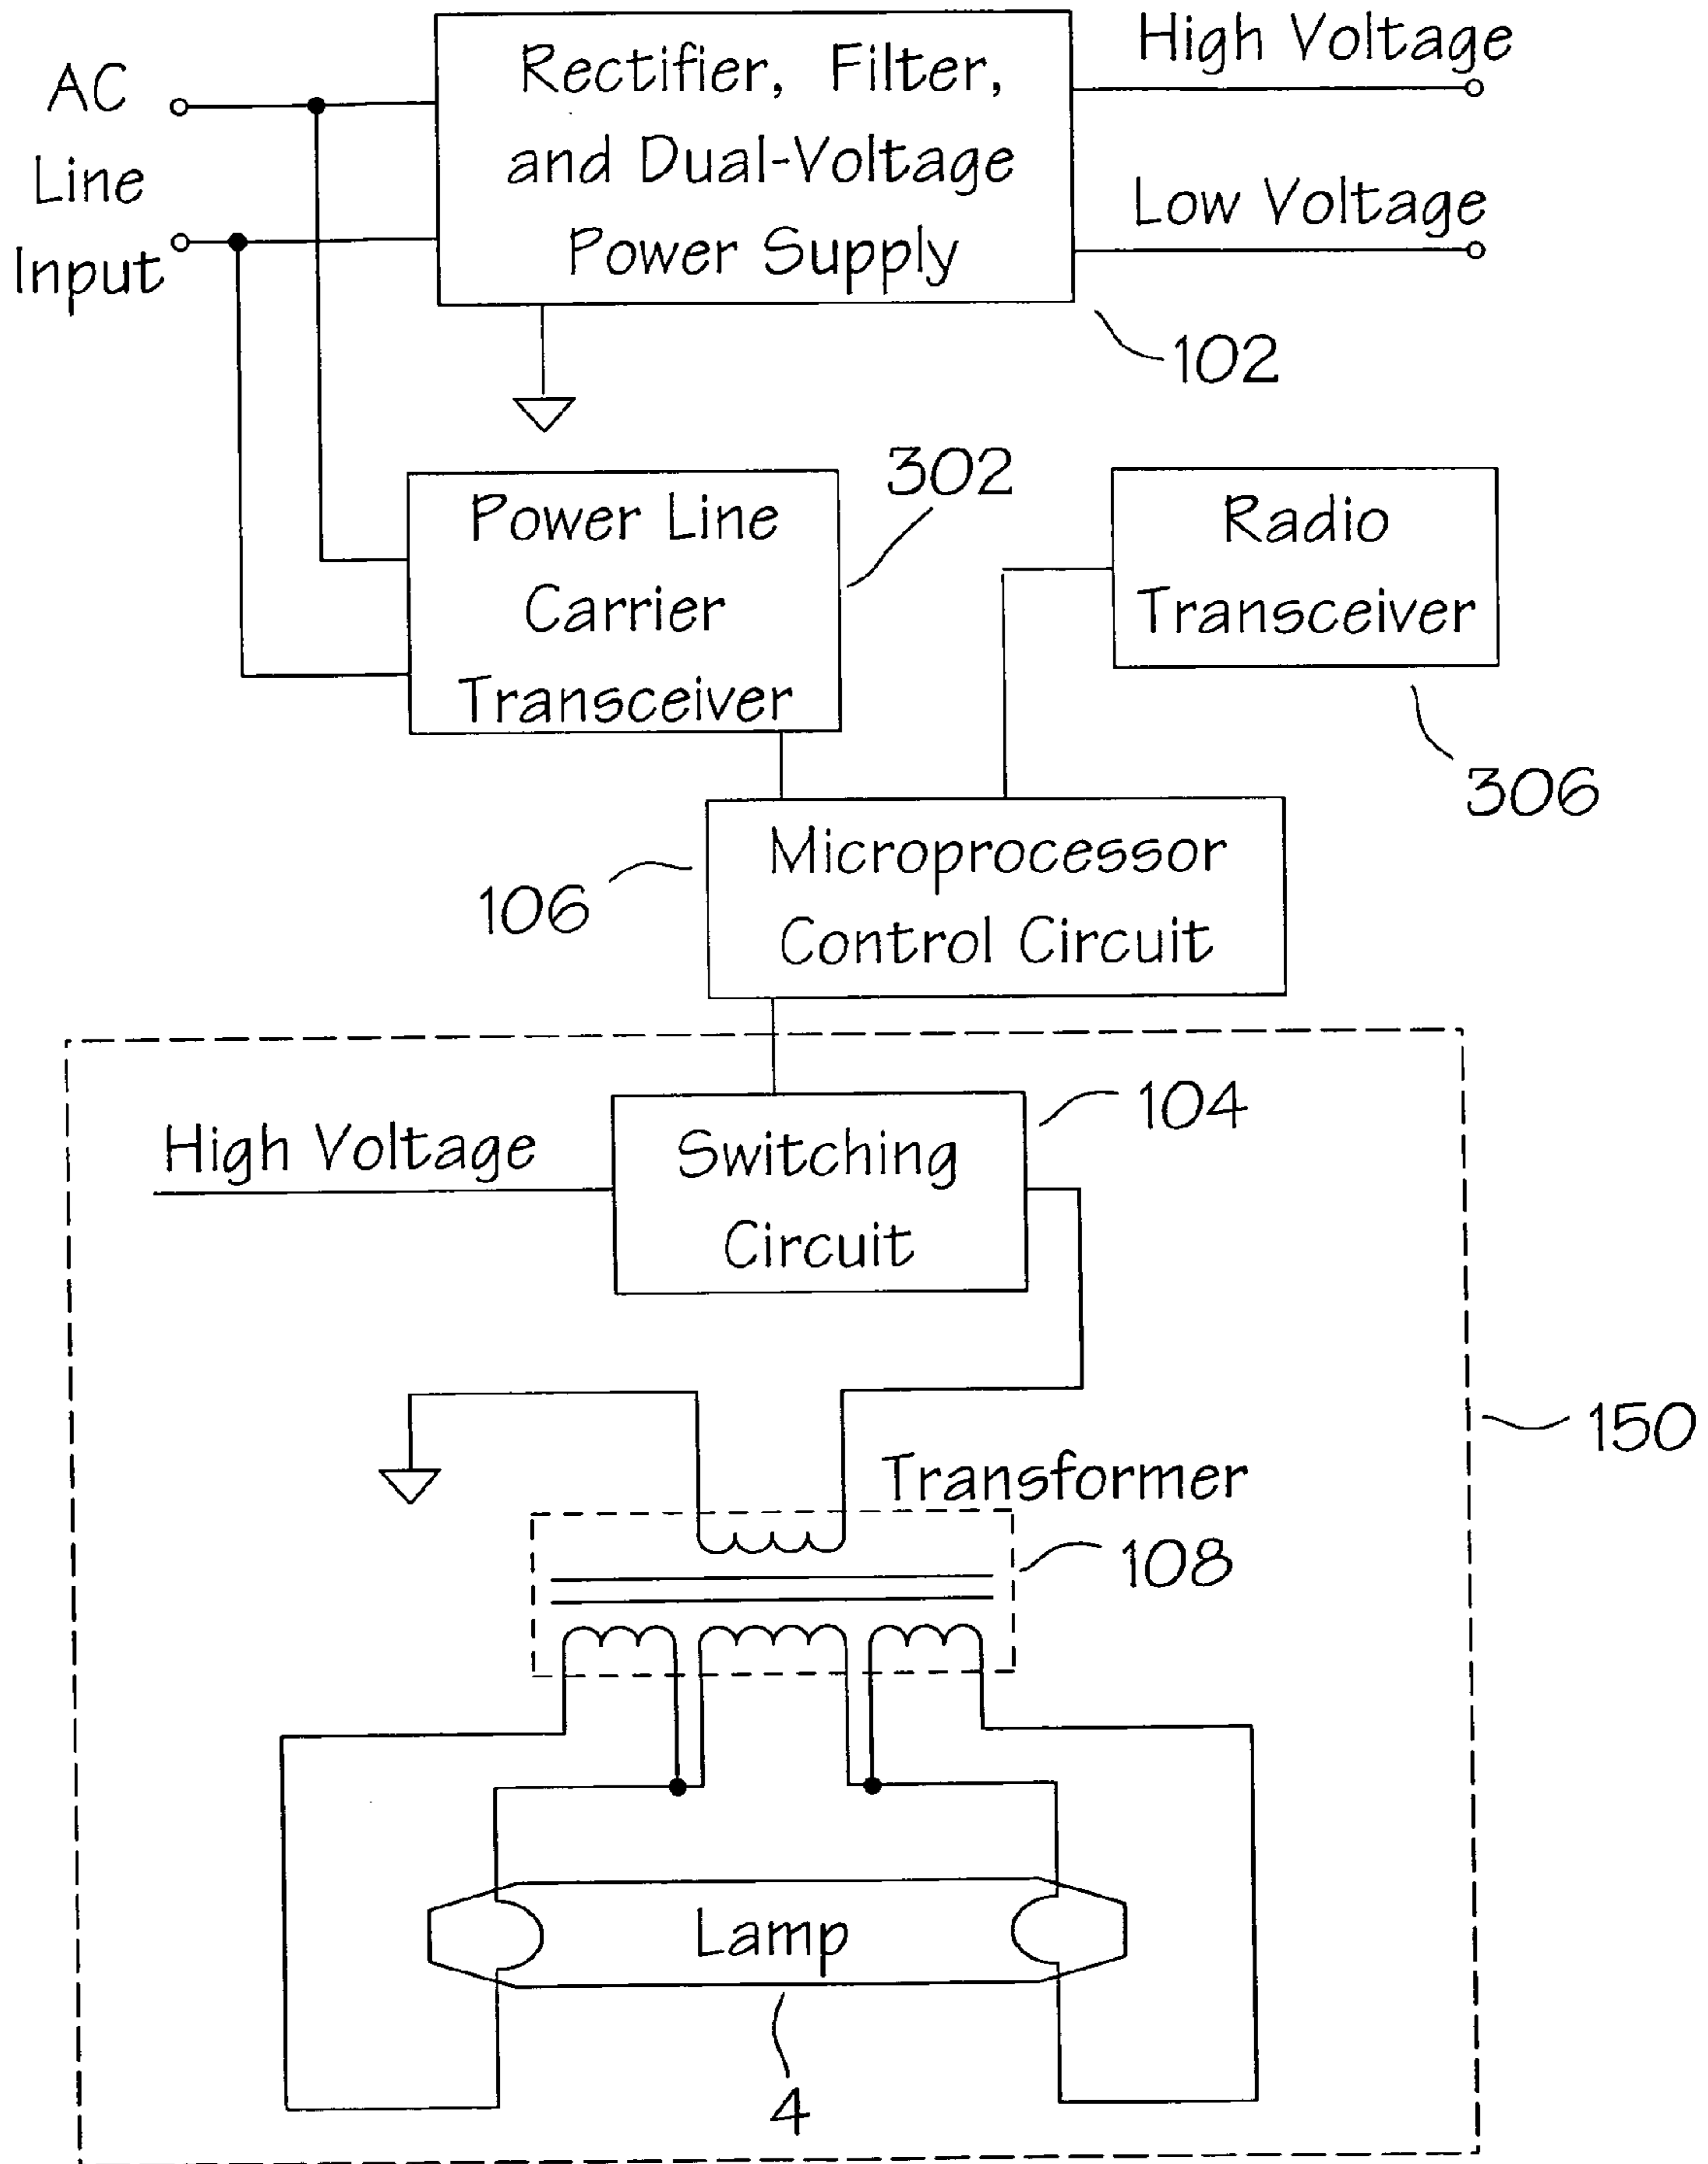 AC
Line
Input
Rectifier, Filter,
and Dual-Voltage
Power Supply
High Voltage
Low Voltage
102
Power Line
Carrier
Transceiver
302
Radio
Transceiver
306
Microprocessor
Control Circuit
106
High Voltage
Switching
Circuit
104
150
Transformer
108
Lamp
4